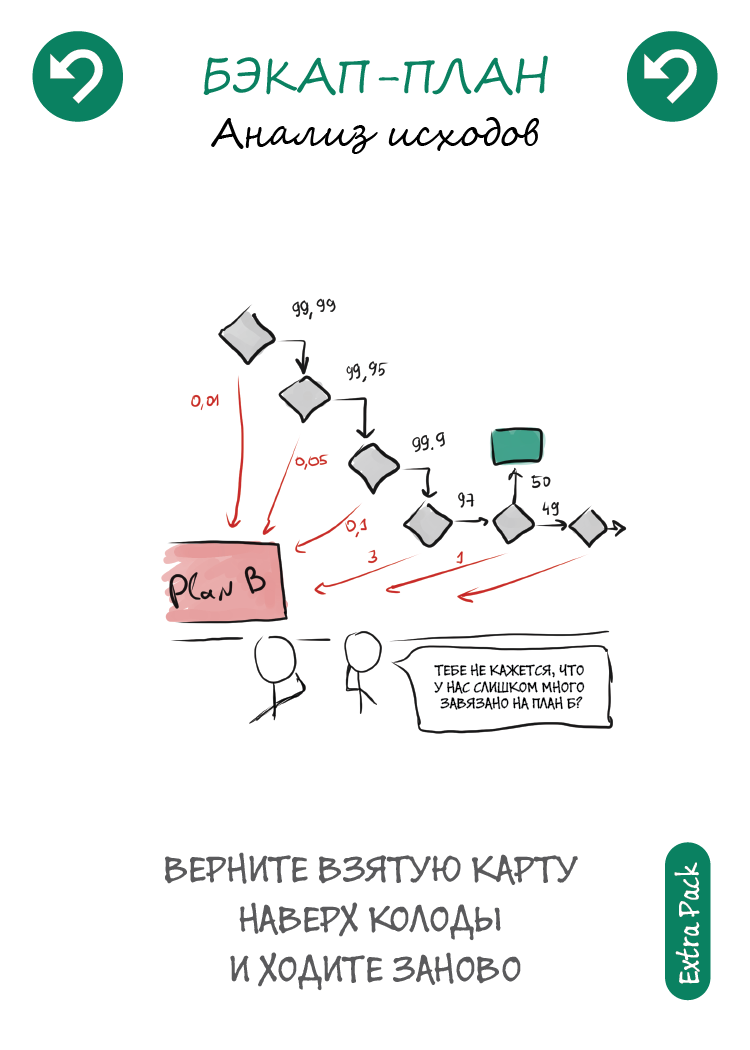 БЭКАП-ПЛАН
Анализ исходов
99,99
99,95
0,01
99.9
0,05
50
97
49
0,1
3
1
Plan B
ТЕБЕ НЕ КАЖЕТСЯ, ЧТО
У НАС СЛИШКОМ МНОГО
ЗАВЯЗАНО НА ПЛАН Б?
ВЕРНИТЕ ВЗЯТУЮ КАРТУ
НАВЕРХ КОЛОДЫ
И ХОДИТЕ ЗАНОВО
Extra Pack